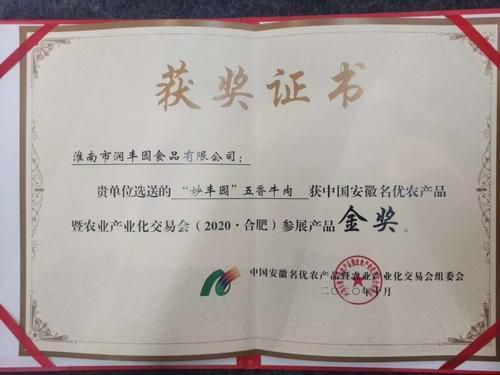 获奖证书
淮南市润丰园食品有限公司：
贵单位选送的“妙丰园”五香牛肉 获中国安徽名优农产品
暨农业产业化交易会（2020·合肥）参展产品金奖。
中国安徽名优农产品暨农业产业化交易会组委会
二〇二〇年十月